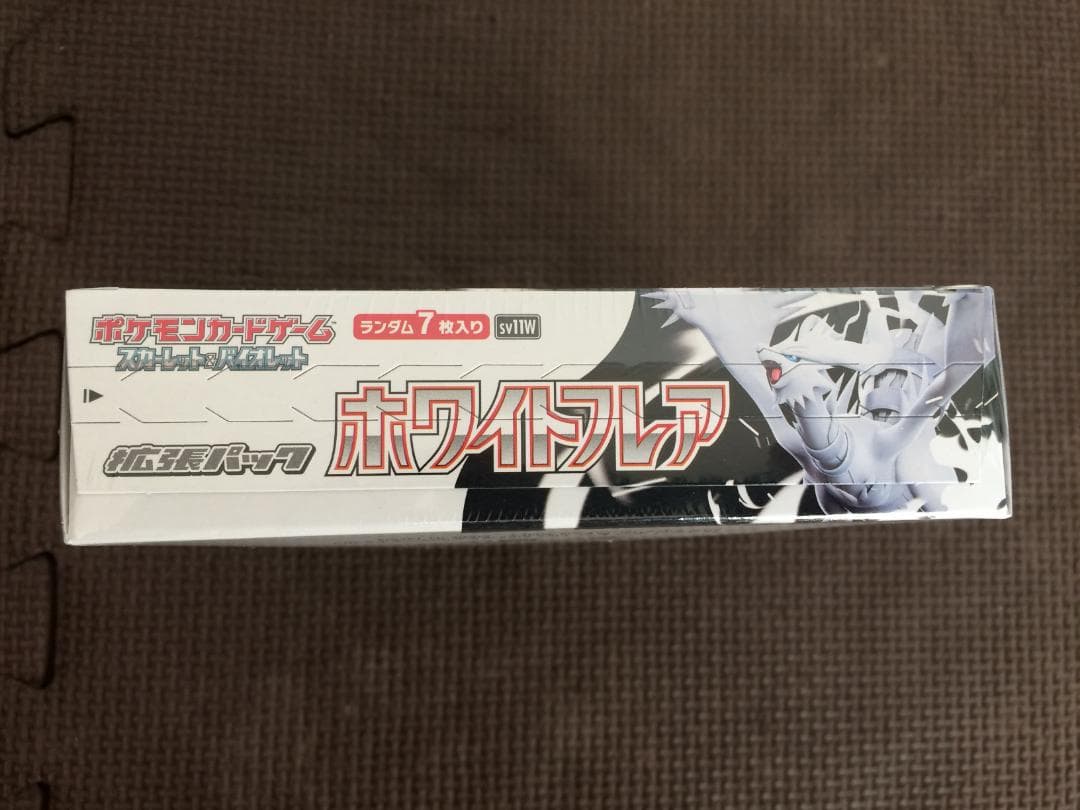 ポケモンカードゲーム
スカーレット&バイオレット
ランダム7枚入り
sv11W
拡張パック
ホワイトフレア